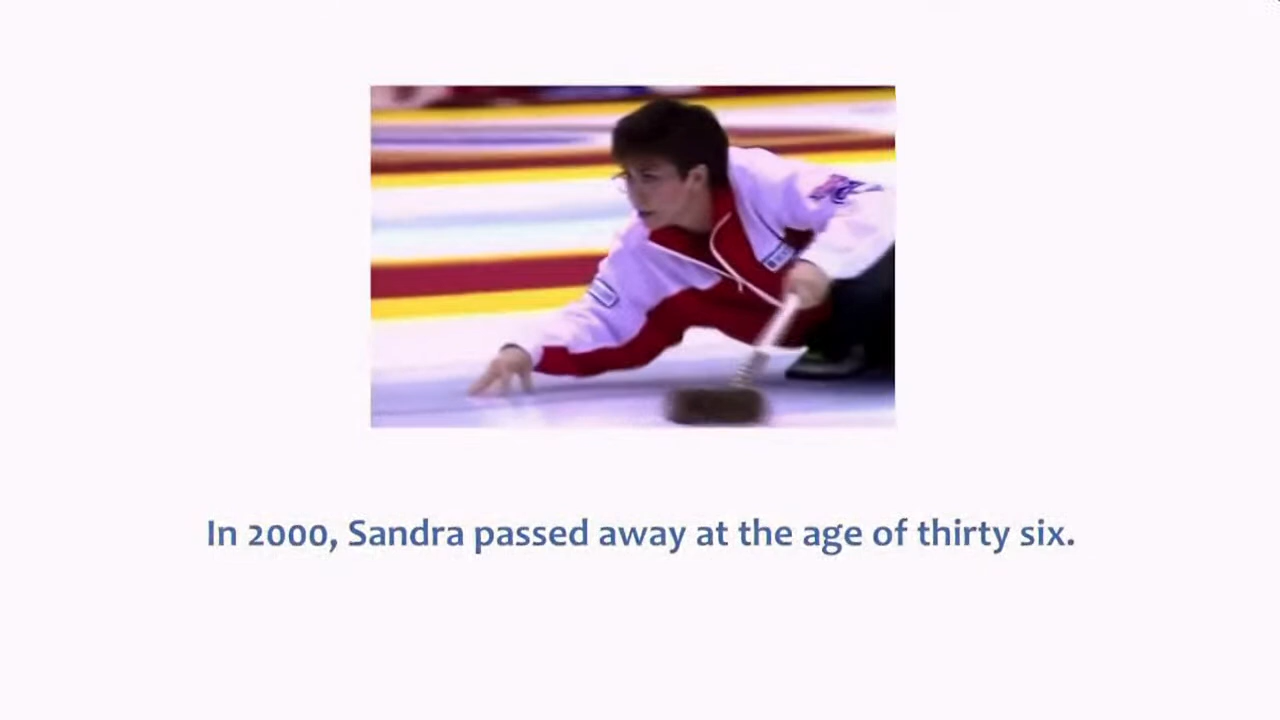 In 2000, Sandra passed away at the age of thirty six.